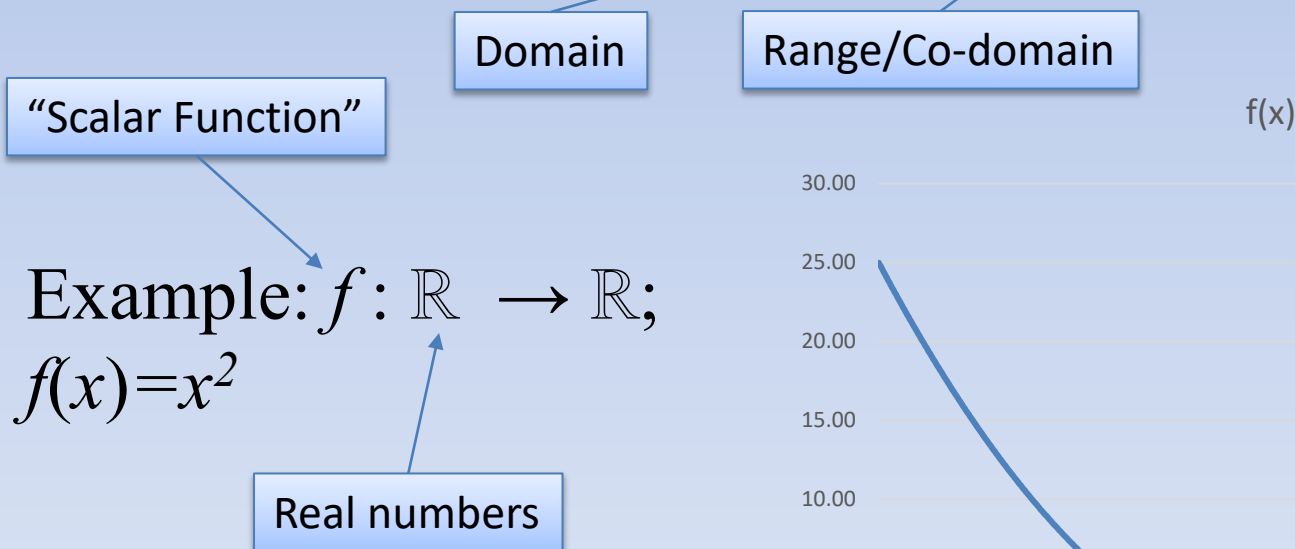 Domain
Range/Co-domain
“Scalar Function”
Example: f : ℝ → ℝ;
f(x)=x²
Real numbers
f(x)
30.00
25.00
20.00
15.00
10.00